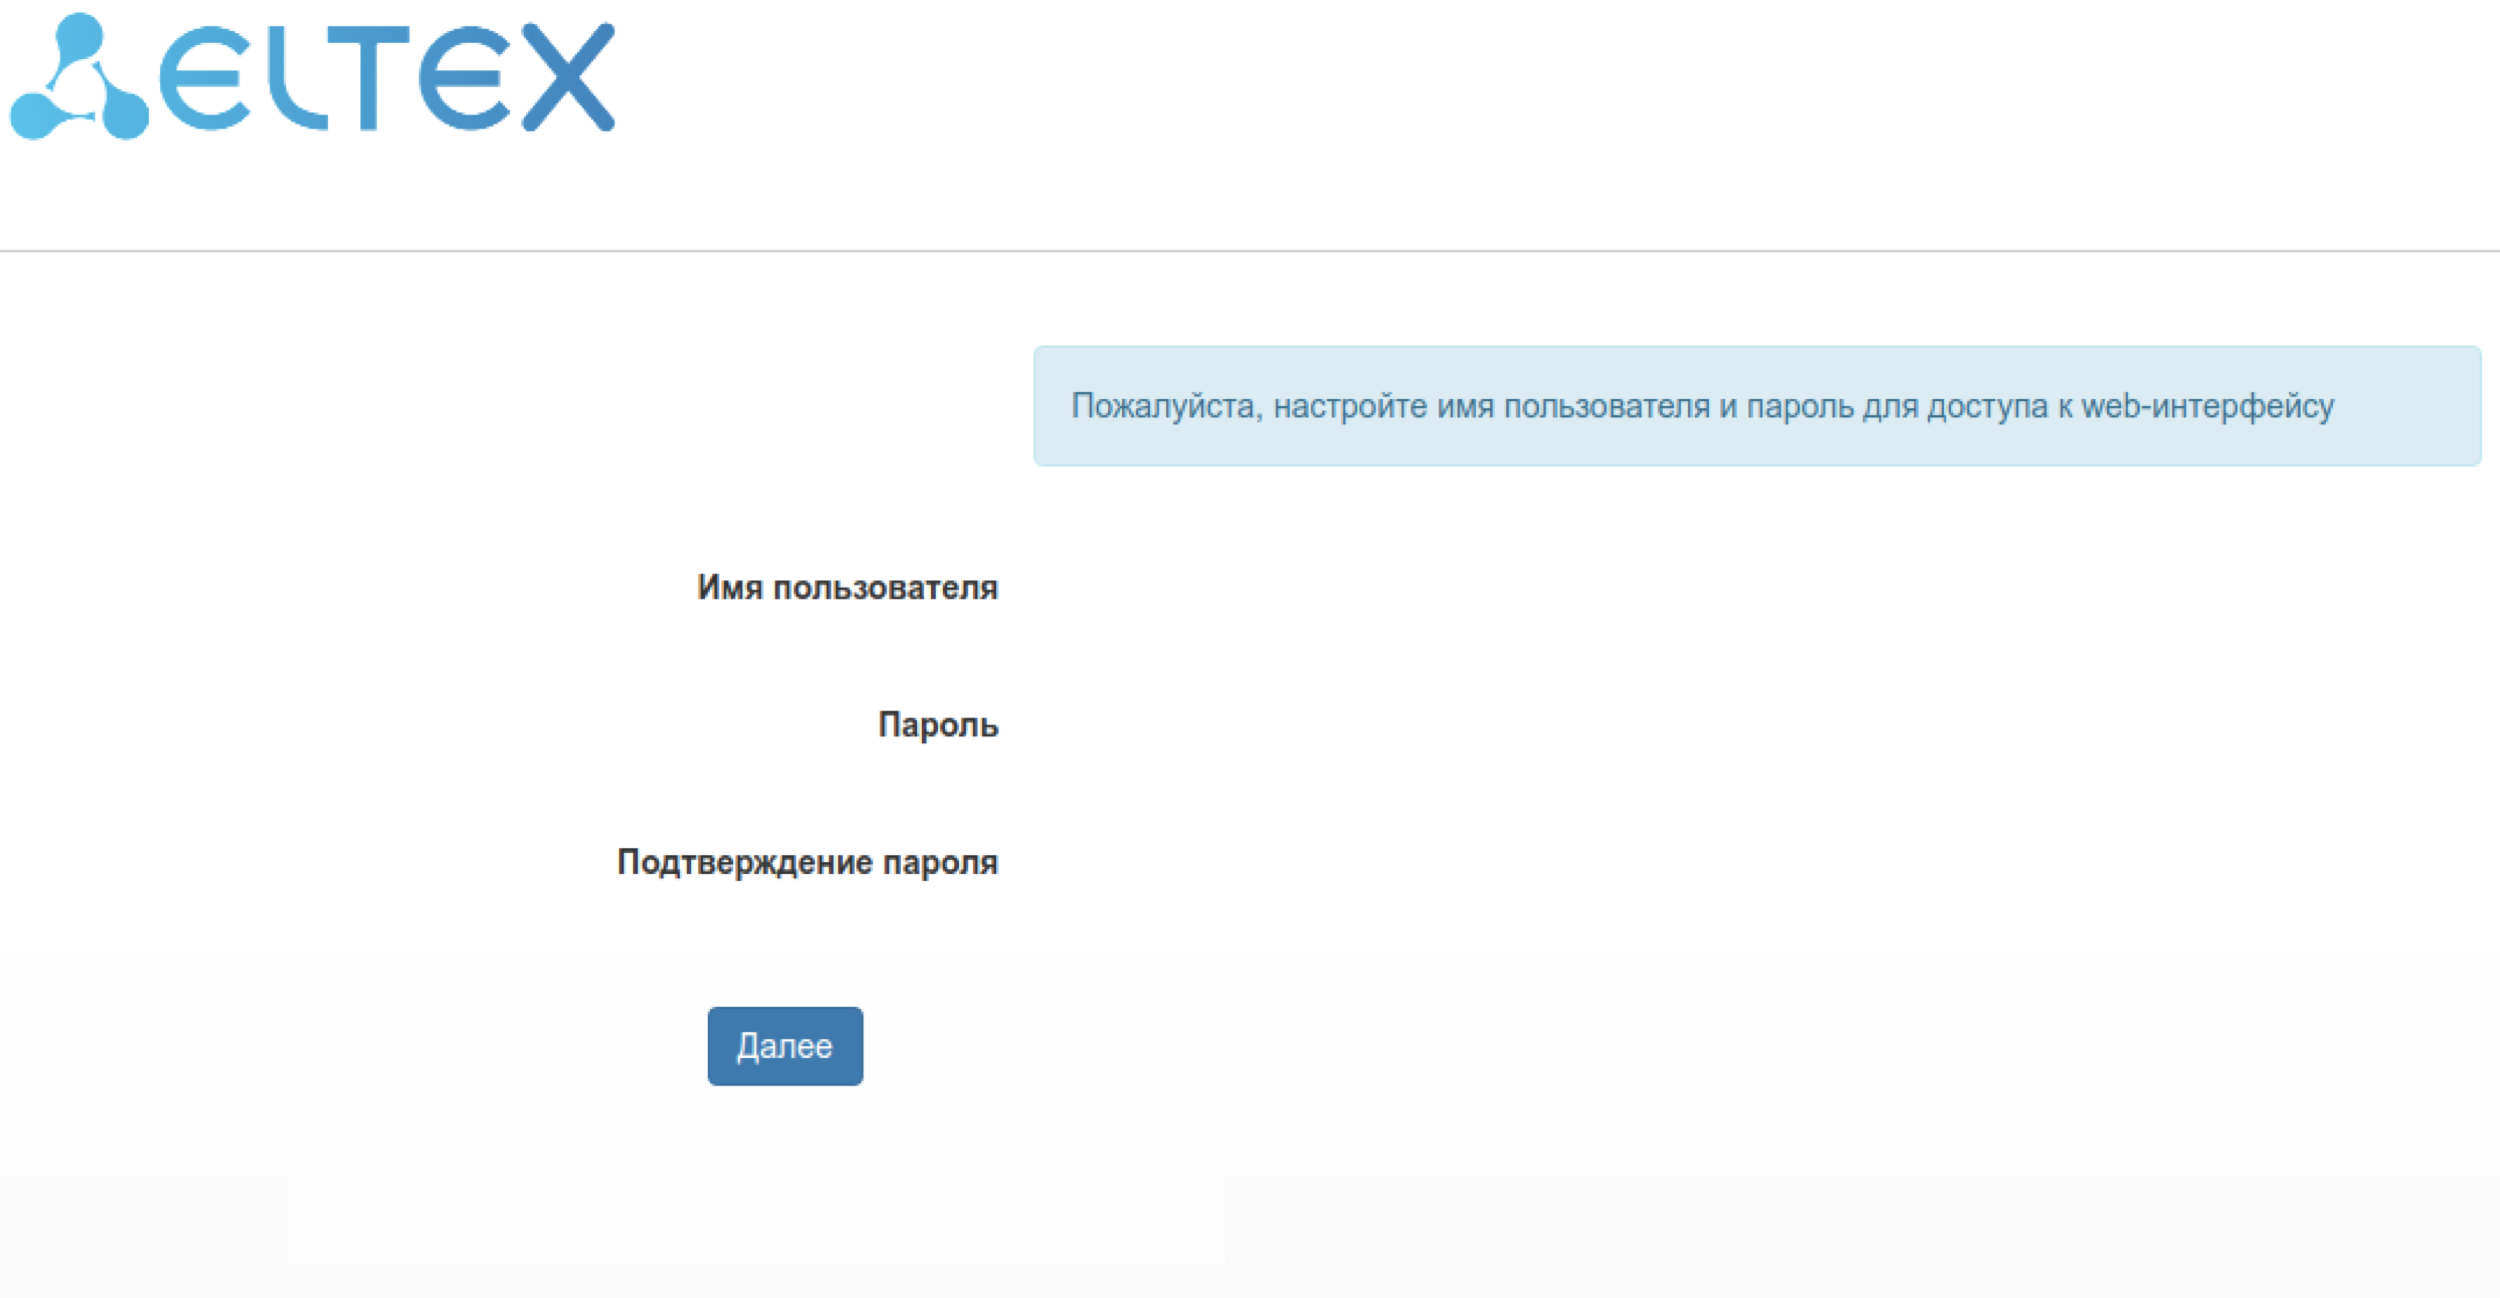 ELTEX
Пожалуйста, настройте имя пользователя и пароль для доступа к web-интерфейсу
Имя пользователя
Пароль
Подтверждение пароля
Далее